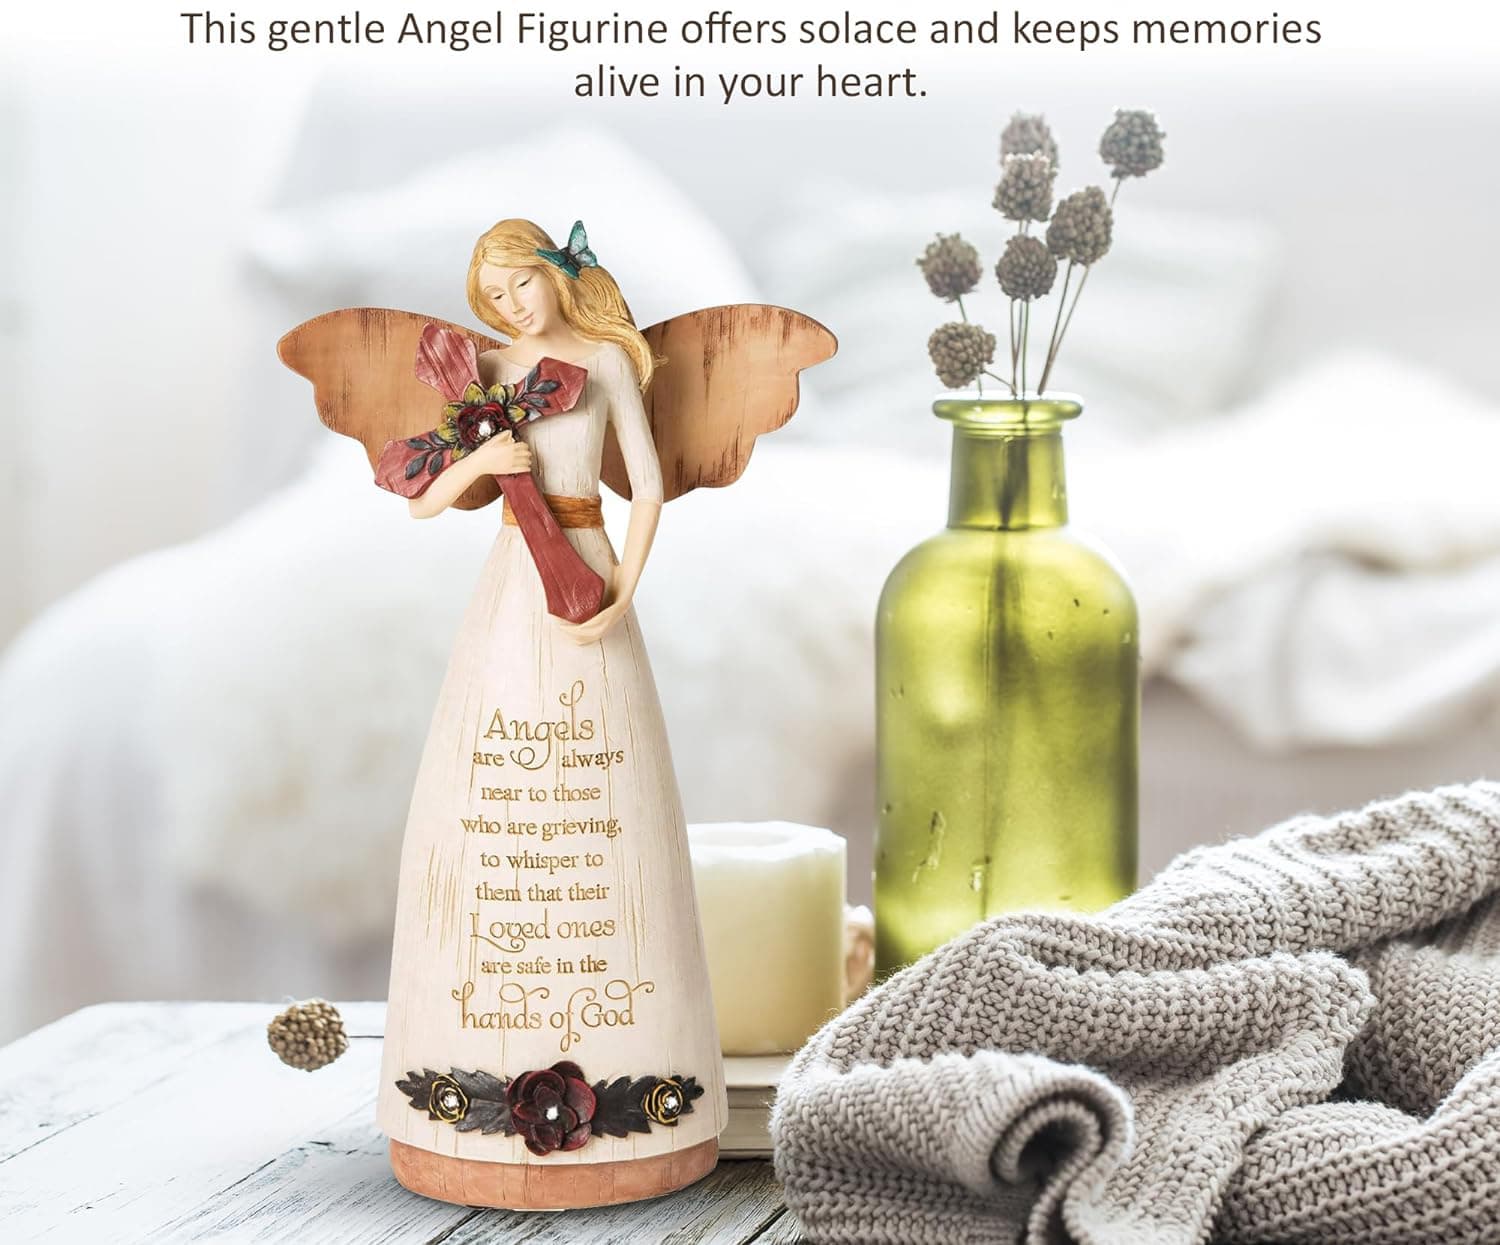 This gentle Angel Figurine offers solace and keeps memories
alive in your heart.
Angels
are always
near to those
who are grieving,
to whisper to
them that their
Loved ones
are safe in the
hands of God